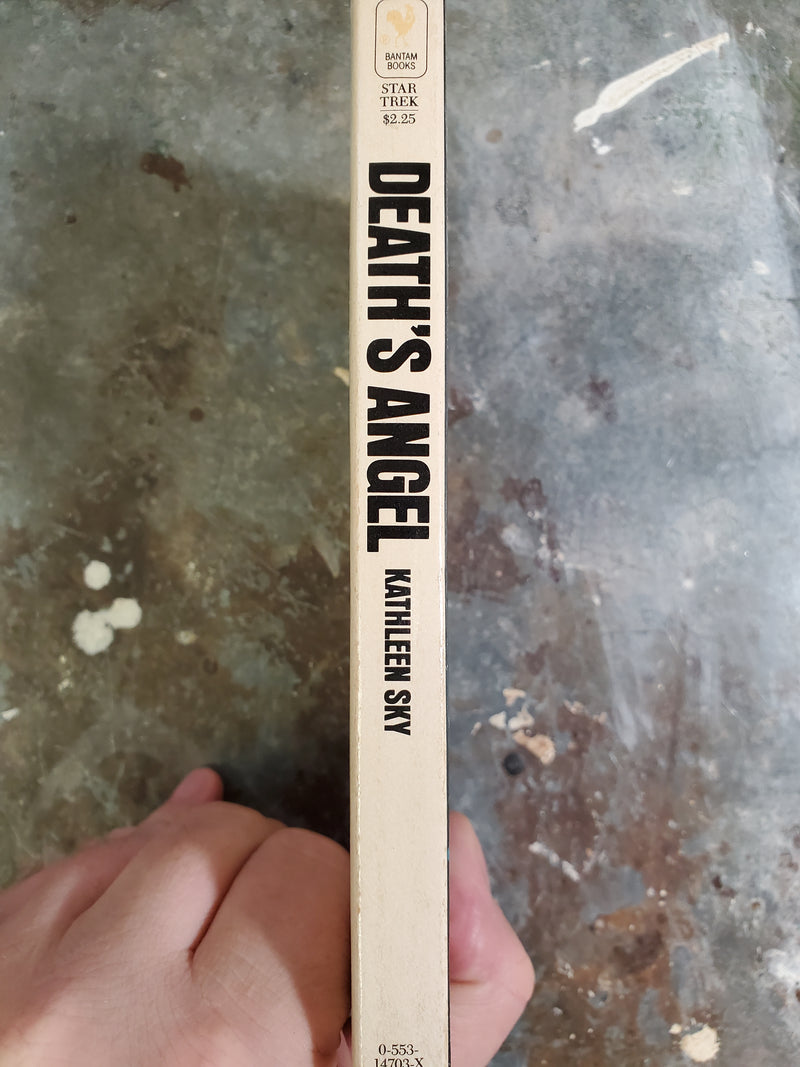 BANTAM
BOOKS
STAR
TREK
$2.25
DEATH'S ANGEL
KATHLEEN SKY
0-553-
14703-X